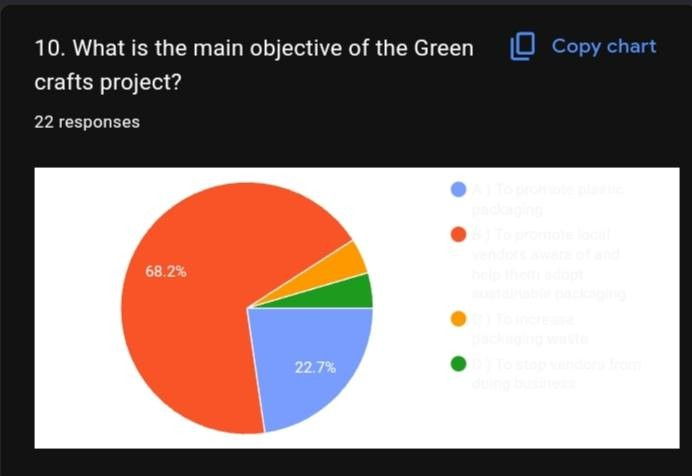 10. What is the main objective of the Green
crafts project?
Copy chart
22 responses
68.2%
22.7%
A ) To promote plastic
packaging
B ) To promote local
vendors aware of and
help them adopt
sustainable packaging
C ) To increase
packaging waste
D ) To stop vendors from
doing business